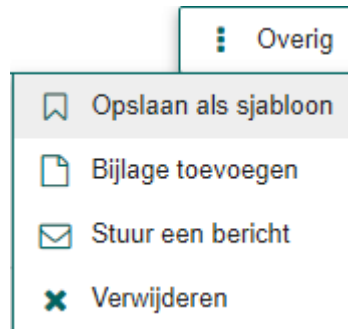 Overig
Opslaan als sjabloon
Bijlage toevoegen
Stuur een bericht
Verwijderen